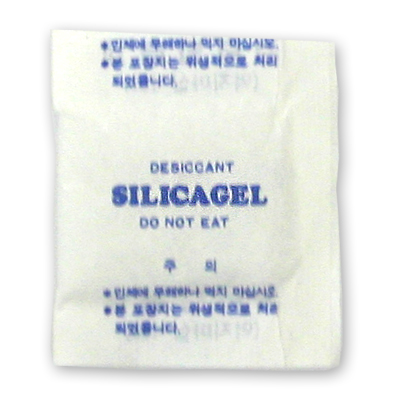 *인체에 무해하나 먹지 마십시오.
*본 포장지는 위생적으로 처리
되었읍니다.
DESICCANT
SILICAGEL
DO NOT EAT
주 의
*인체에 무해하나 먹지 마십시오.
*본 포장지는 위생적으로 처리
되었읍니다.